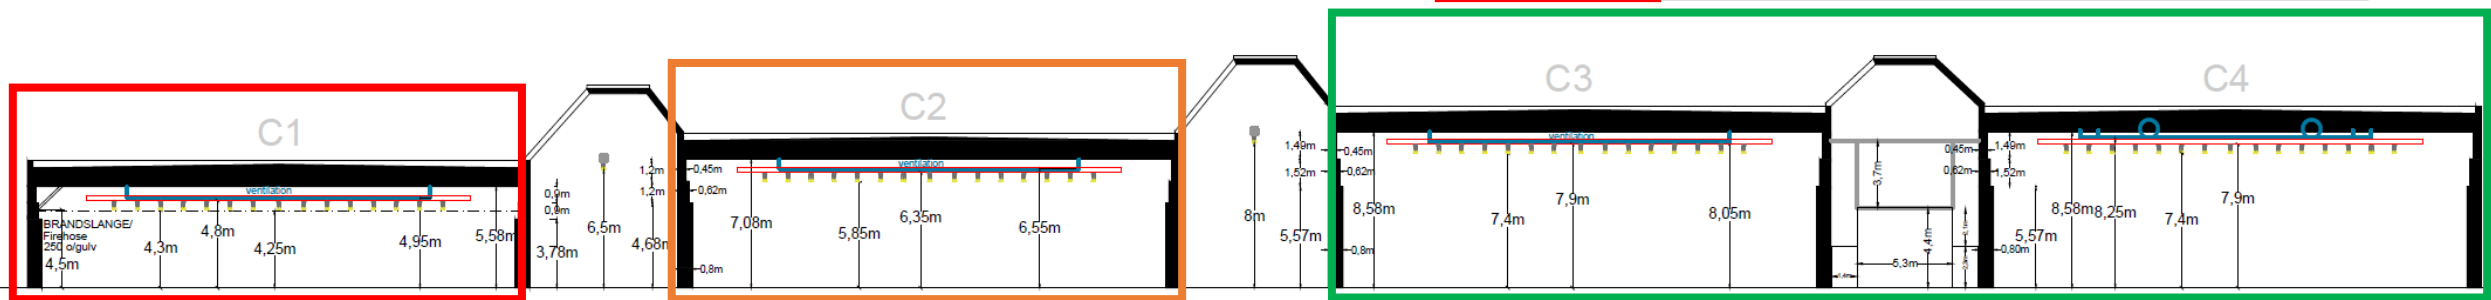 C1
C2
C3
C4
ventilation
ventilation
ventilation
BRANDSLANGE/
Firehose
250 o/gulv
4,5m
4,3m
4,8m
4,25m
4,95m
5,58m
0,9m
0,9m
3,78m
6,5m
1,2m
1,2m
4,68m
0,45m
0,62m
0,8m
7,08m
5,85m
6,35m
6,55m
8m
1,49m
1,52m
5,57m
0,45m
0,62m
0,8m
8,58m
7,4m
7,9m
8,05m
3,7m
4,4m
5,3m
0,45m
0,62m
0,80m
1,49m
1,52m
5,57m
8,58m
8,25m
7,4m
7,9m